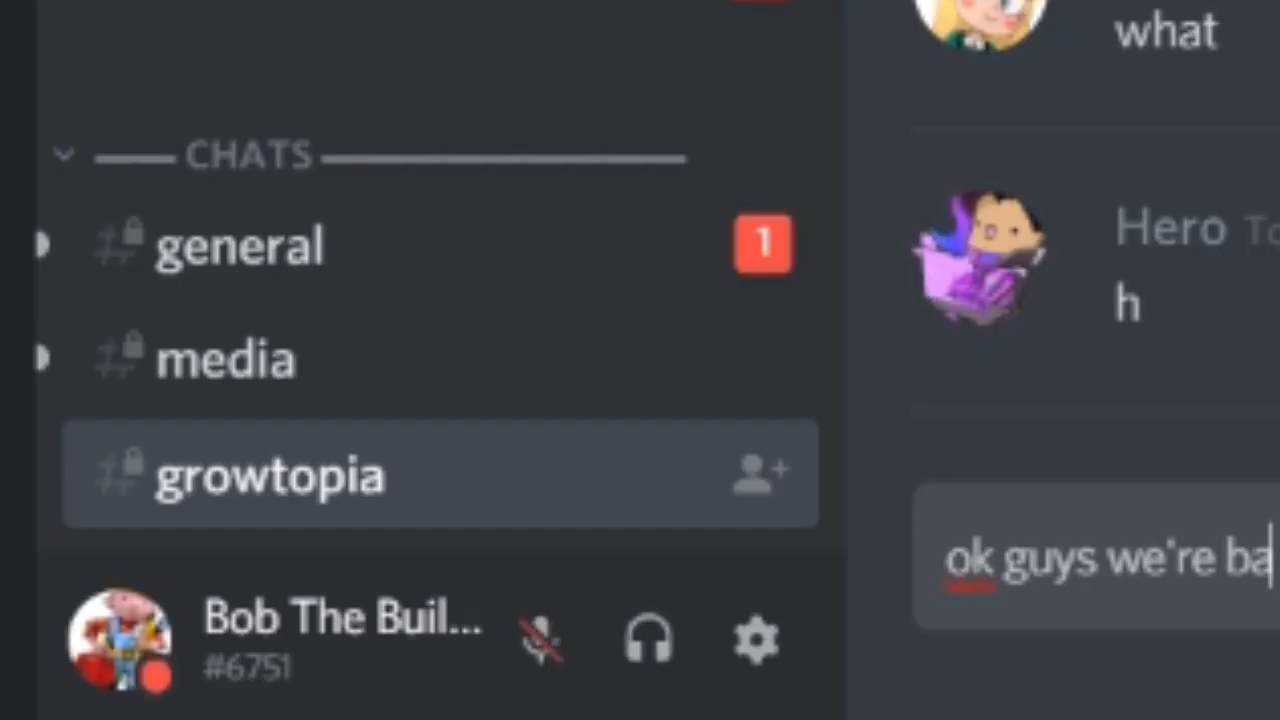 what
CHATS
general
1
media
growtopia
Hero
h
ok guys we're ba
Bob The Buil...
#6751